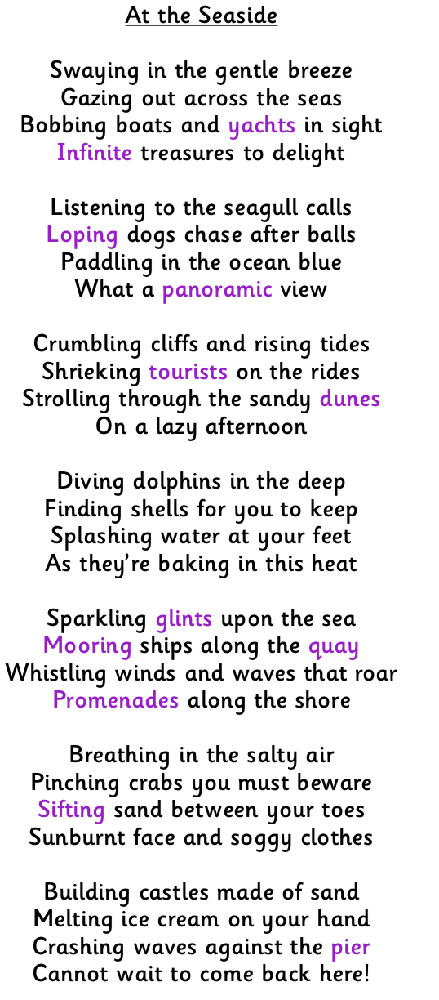 At the Seaside
Swaying in the gentle breeze
Gazing out across the seas
Bobbing boats and yachts in sight
Infinite treasures to delight
Listening to the seagull calls
Loping dogs chase after balls
Paddling in the ocean blue
What a panoramic view
Crumbling cliffs and rising tides
Shrieking tourists on the rides
Strolling through the sandy dunes
On a lazy afternoon
Diving dolphins in the deep
Finding shells for you to keep
Splashing water at your feet
As they're baking in this heat
Sparkling glints upon the sea
Mooring ships along the quay
Whistling winds and waves that roar
Promenades along the shore
Breathing in the salty air
Pinching crabs you must beware
Sifting sand between your toes
Sunburnt face and soggy clothes
Building castles made of sand
Melting ice cream on your hand
Crashing waves against the pier
Cannot wait to come back here!